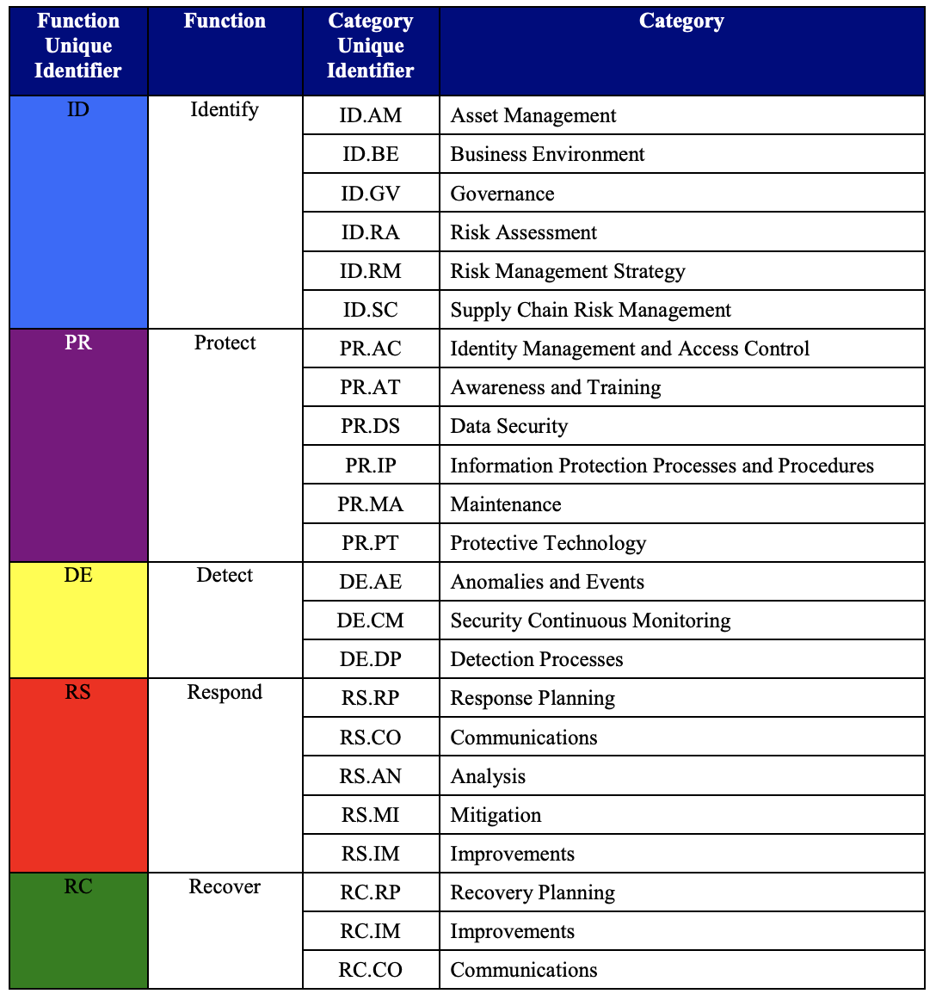 Function Unique Identifier Function Category Unique Identifier Category
ID Identify ID.AM Asset Management
ID.BE Business Environment
ID.GV Governance
ID.RA Risk Assessment
ID.RM Risk Management Strategy
ID.SC Supply Chain Risk Management
PR Protect PR.AC Identity Management and Access Control
PR.AT Awareness and Training
PR.DS Data Security
PR.IP Information Protection Processes and Procedures
PR.MA Maintenance
PR.PT Protective Technology
DE Detect DE.AE Anomalies and Events
DE.CM Security Continuous Monitoring
DE.DP Detection Processes
RS Respond RS.RP Response Planning
RS.CO Communications
RS.AN Analysis
RS.MI Mitigation
RS.IM Improvements
RC Recover RC.RP Recovery Planning
RC.IM Improvements
RC.CO Communications